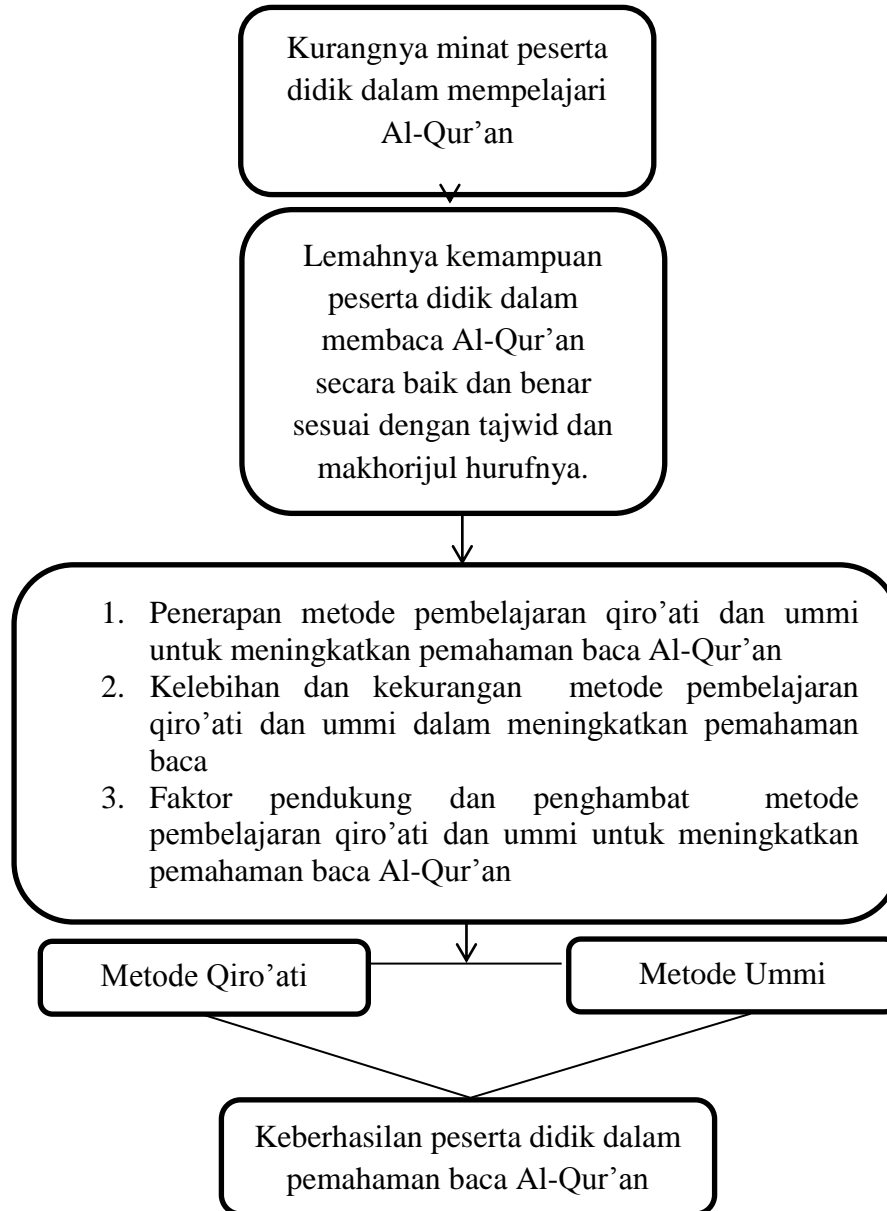 Kurangnya minat peserta
didik dalam mempelajari
Al-Qur’an
Lemahnya kemampuan
peserta didik dalam
membaca Al-Qur’an
secara baik dan benar
sesuai dengan tajwid dan
makhorijul hurufnya.
1. Penerapan metode pembelajaran qiro’ati dan ummi
untuk meningkatkan pemahaman baca Al-Qur’an
2. Kelebihan dan kekurangan metode pembelajaran
qiro’ati dan ummi dalam meningkatkan pemahaman
baca
3. Faktor pendukung dan penghambat metode
pembelajaran qiro’ati dan ummi untuk meningkatkan
pemahaman baca Al-Qur’an
Metode Qiro’ati
Metode Ummi
Keberhasilan peserta didik dalam
pemahaman baca Al-Qur’an